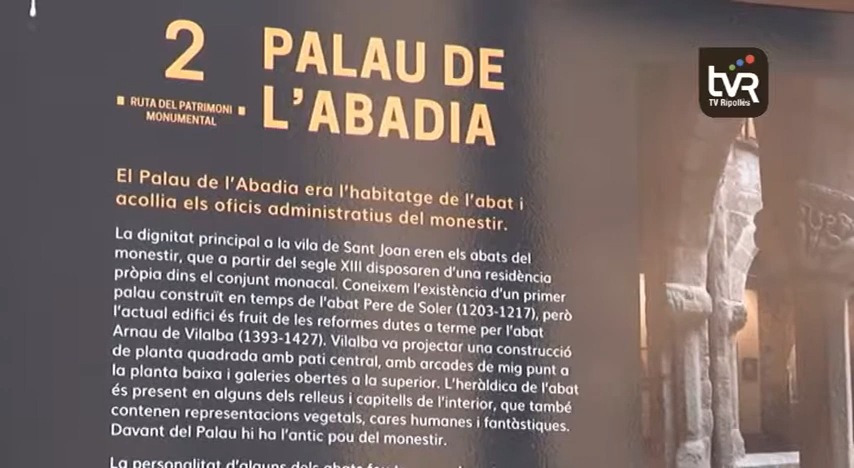 2
RUTA DEL PATRIMONI
MONUMENTAL
PALAU DE
L'ABADIA
El Palau de l'Abadia era l'habitatge de l'abat i
acollia els oficis administratius del monestir.
La dignitat principal a la vila de Sant Joan eren els abats del
monestir, que a partir del segle XIII disposaren d'una residència
pròpia dins el conjunt monacal. Coneixem l'existència d'un primer
palau construït en temps de l'abat Pere de Soler (1203-1217), però
l'actual edifici és fruit de les reformes dutes a terme per l'abat
Arnau de Vilalba (1393-1427). Vilalba va projectar una construcció
de planta quadrada amb pati central, amb arcades de mig punt a
la planta baixa i galeries obertes a la superior. L'heràldica de l'abat
és present en alguns dels relleus i capitells de l'interior, que també
contenen representacions vegetals, cares humanes i fantàstiques.
Davant del Palau hi ha l'antic pou del monestir.
La personalitat d'alguns dels abats
tvR
TV Ripollès